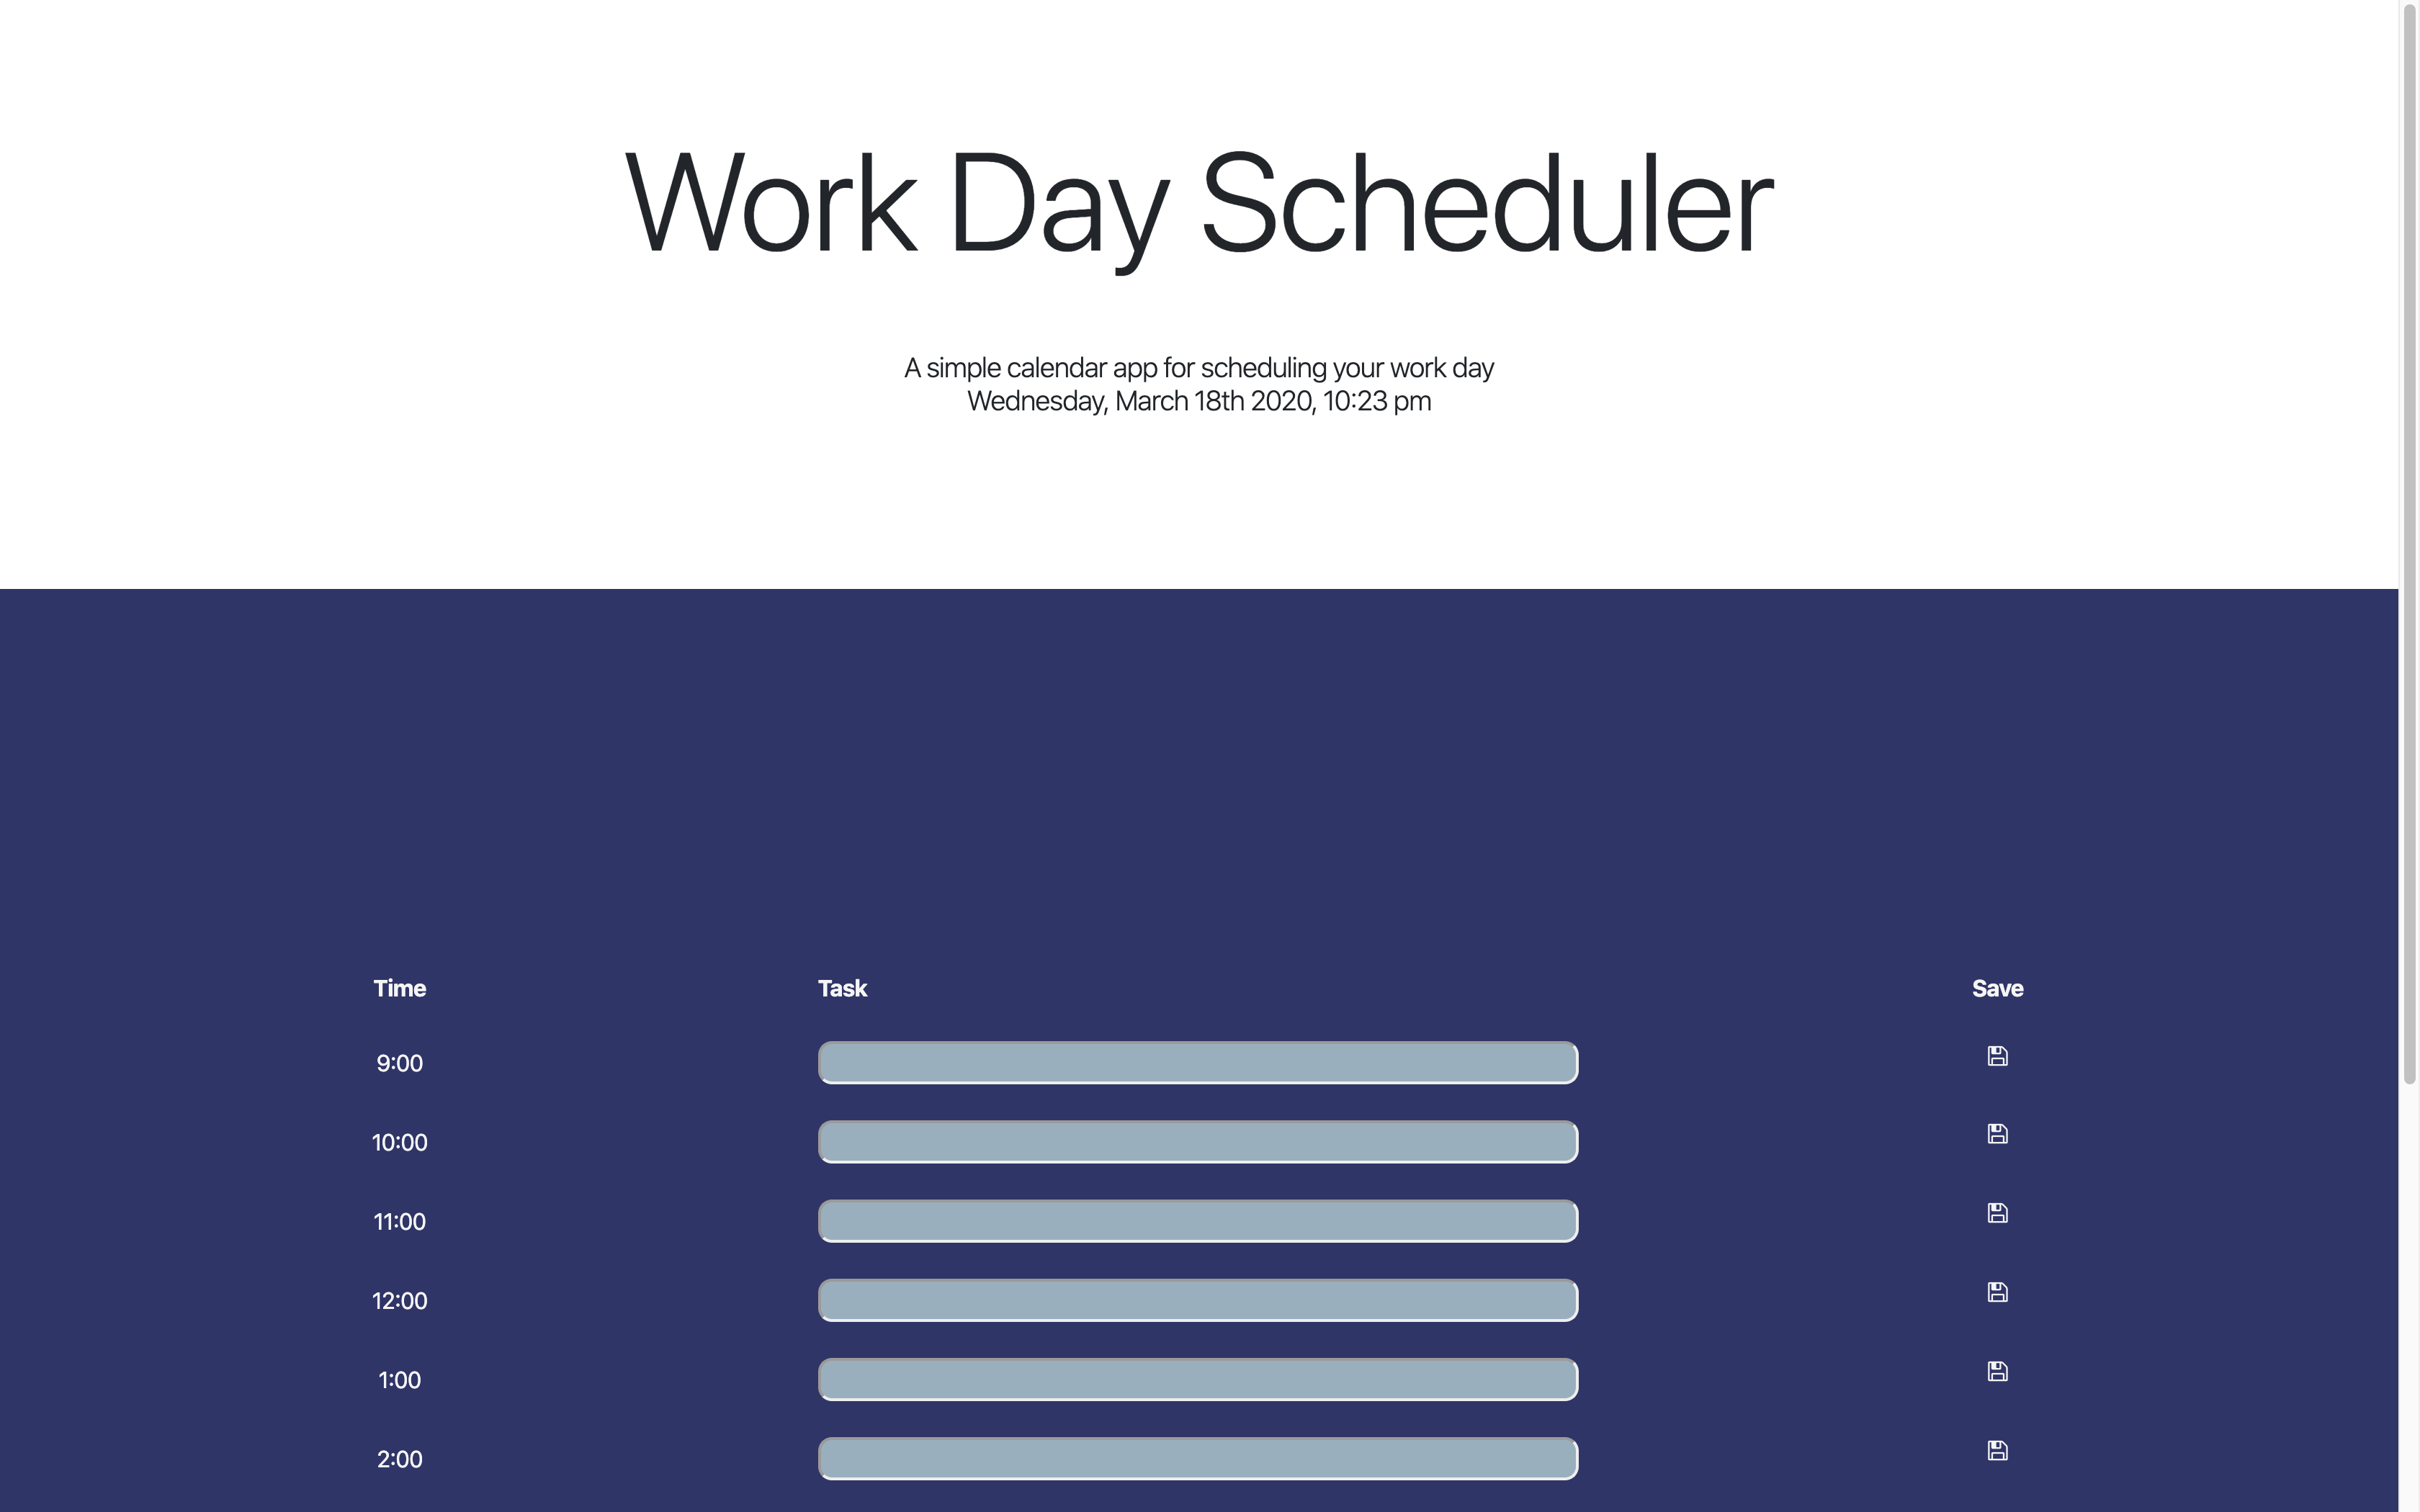 Work Day Scheduler
A simple calendar app for scheduling your work day
Wednesday, March 18th 2020, 10:23 pm
Time Task Save
9:00
10:00
11:00
12:00
1:00
2:00